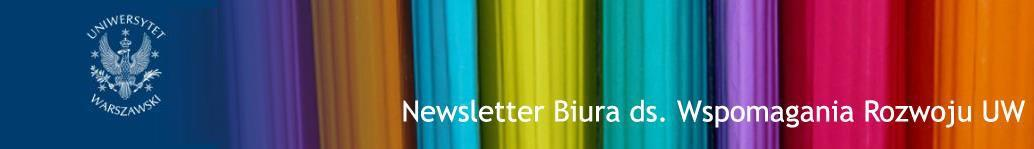 UNIWERSYTET
WARSZAWSKI
Newsletter Biura ds. Wspomagania Rozwoju UW